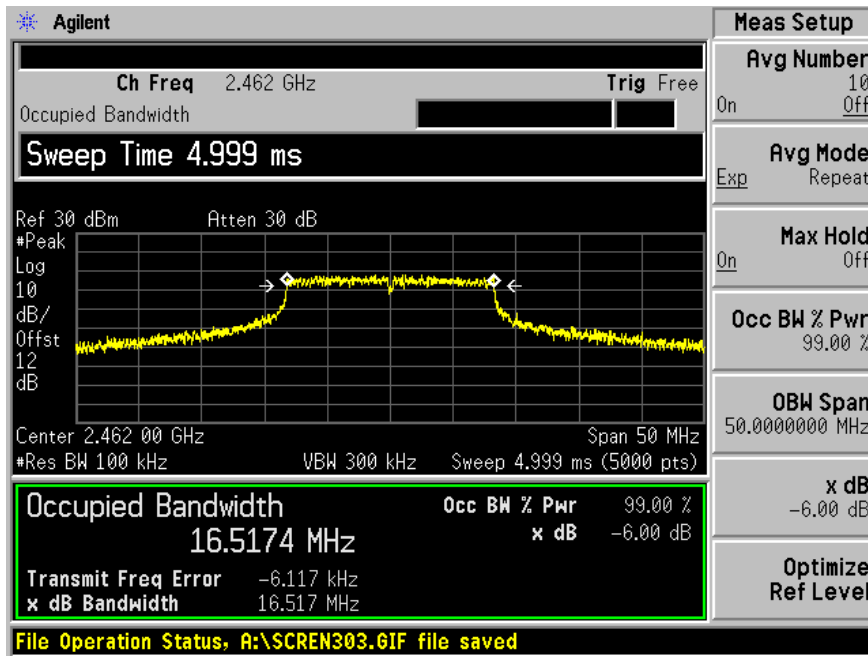 Agilent
Meas Setup
Ch Freq 2.462 GHz Trig Free
Occupied Bandwidth
Sweep Time 4.999 ms
Ref 30 dBm Atten 30 dB
#Peak
Log
10
dB/
Offst
12
dB
Center 2.462 00 GHz Span 50 MHz
#Res BW 100 kHz VBW 300 kHz Sweep 4.999 ms (5000 pts)
Occupied Bandwidth
16.5174 MHz
Occ BW % Pwr 99.00 %
x dB -6.00 dB
Transmit Freq Error -6.117 kHz
x dB Bandwidth 16.517 MHz
File Operation Status, A:\SCREN303.GIF file saved
Avg Number
10
On Off
Avg Mode
Exp Repeat
Max Hold
On Off
Occ BW % Pwr
99.00 %
OBW Span
50.0000000 MHz
x dB
-6.00 dB
Optimize
Ref Level